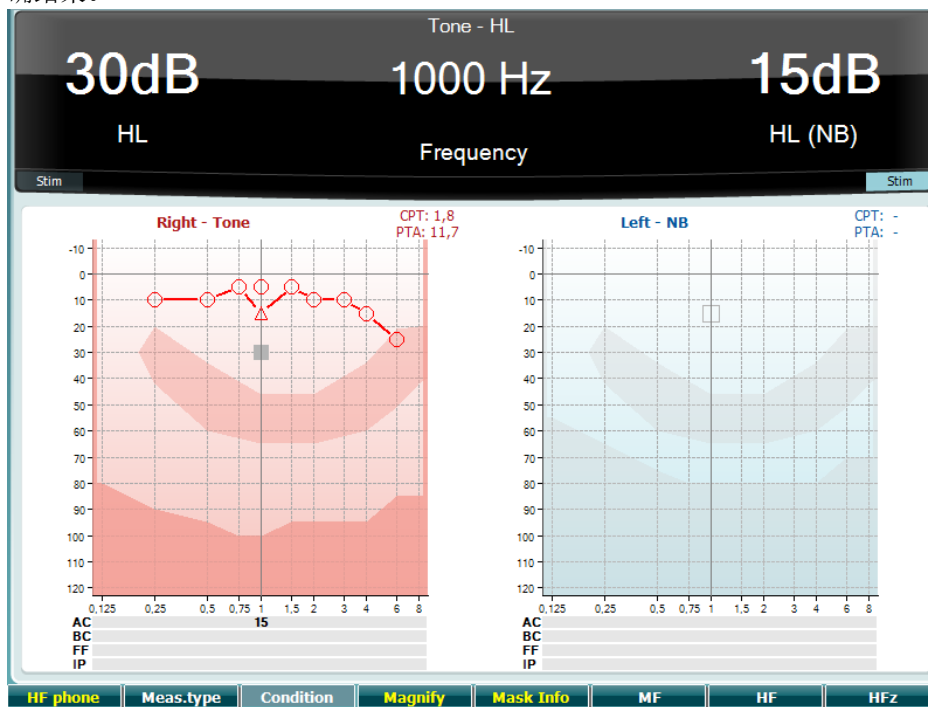 结果。
Tone - HL
30dB
1000 Hz
15dB
HL
Frequency
HL (NB)
Stim
Stim
Right - Tone
CPT: 1,8
PTA: 11,7
-10
0
10
20
30
40
50
60
70
80
90
100
110
120
0,125 0,25 0,5 0,75 1 1,5 2 3 4 6 8
AC 15
BC
FF
IP
Left - NB
CPT: -
PTA: -
-10
0
10
20
30
40
50
60
70
80
90
100
110
120
0,125 0,25 0,5 0,75 1 1,5 2 3 4 6 8
AC
BC
FF
IP
HF phone Meas.type Condition Magnify Mask Info MF HF HFz